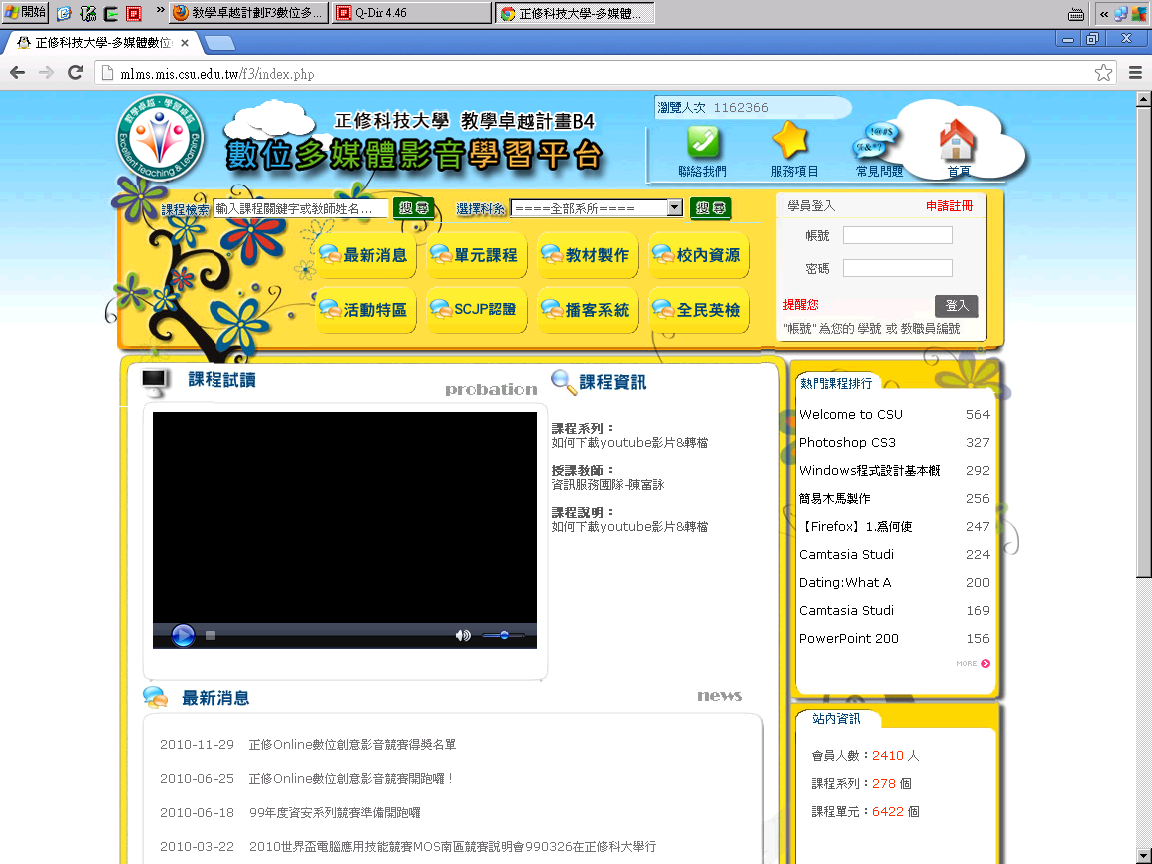 開始
教學卓越計劃F3數位多...
Q-Dir 4.46
正修科技大學-多媒體...
正修科技大學-多媒體數位
mlms.mis.csu.edu.tw/f3/index.php
教學卓越‧學習卓越
Excellent Teaching & Learning
正修科技大學 教學卓越計畫B4
數位多媒體影音學習平台
瀏覽人次 1162366
聯絡我們 服務項目 常見問題 首頁
課程檢索 輸入課程關鍵字或教師姓名... 搜尋 選擇科系 ====全部系所==== 搜尋
最新消息 單元課程 教材製作 校內資源
活動特區 SCJP認證 播客系統 全民英檢
學員登入 申請註冊
帳號
密碼
提醒您 登入
"帳號" 為您的 學號 或 教職員編號
課程試讀 probation
課程資訊
課程系列：
如何下載youtube影片&轉檔
授課教師：
資訊服務團隊-陳富詠
課程說明：
如何下載youtube影片&轉檔
熱門課程排行
Welcome to CSU 564
Photoshop CS3 327
Windows程式設計基本概 292
簡易木馬製作 256
【Firefox】1.為何使 247
Camtasia Studi 224
Dating:What A 200
Camtasia Studi 169
PowerPoint 200 156
MORE
最新消息 news
2010-11-29 正修Online數位創意影音競賽得獎名單
2010-06-25 正修Online數位創意影音競賽開跑囉！
2010-06-18 99年度資安系列競賽準備開跑囉
2010-03-22 2010世界盃電腦應用技能競賽MOS南區競賽說明會990326在正修科大學行
站內資訊
會員人數：2410 人
課程系列：278 個
課程單元：6422 個